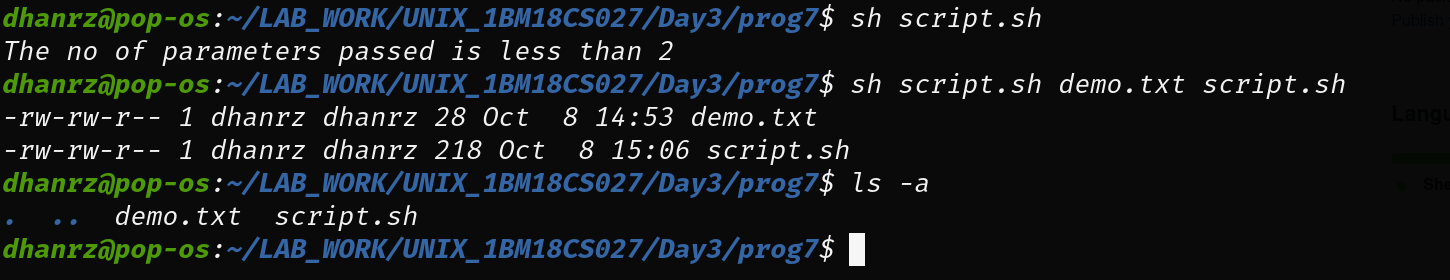 dhanrz@pop-os:~/LAB_WORK/UNIX_1BM18CS027/Day3/prog7$ sh script.sh
The no of parameters passed is less than 2
dhanrz@pop-os:~/LAB_WORK/UNIX_1BM18CS027/Day3/prog7$ sh script.sh demo.txt script.sh
-rw-rw-r-- 1 dhanrz dhanrz 28 Oct  8 14:53 demo.txt
-rw-rw-r-- 1 dhanrz dhanrz 218 Oct  8 15:06 script.sh
dhanrz@pop-os:~/LAB_WORK/UNIX_1BM18CS027/Day3/prog7$ ls -a
.  ..  demo.txt  script.sh
dhanrz@pop-os:~/LAB_WORK/UNIX_1BM18CS027/Day3/prog7$